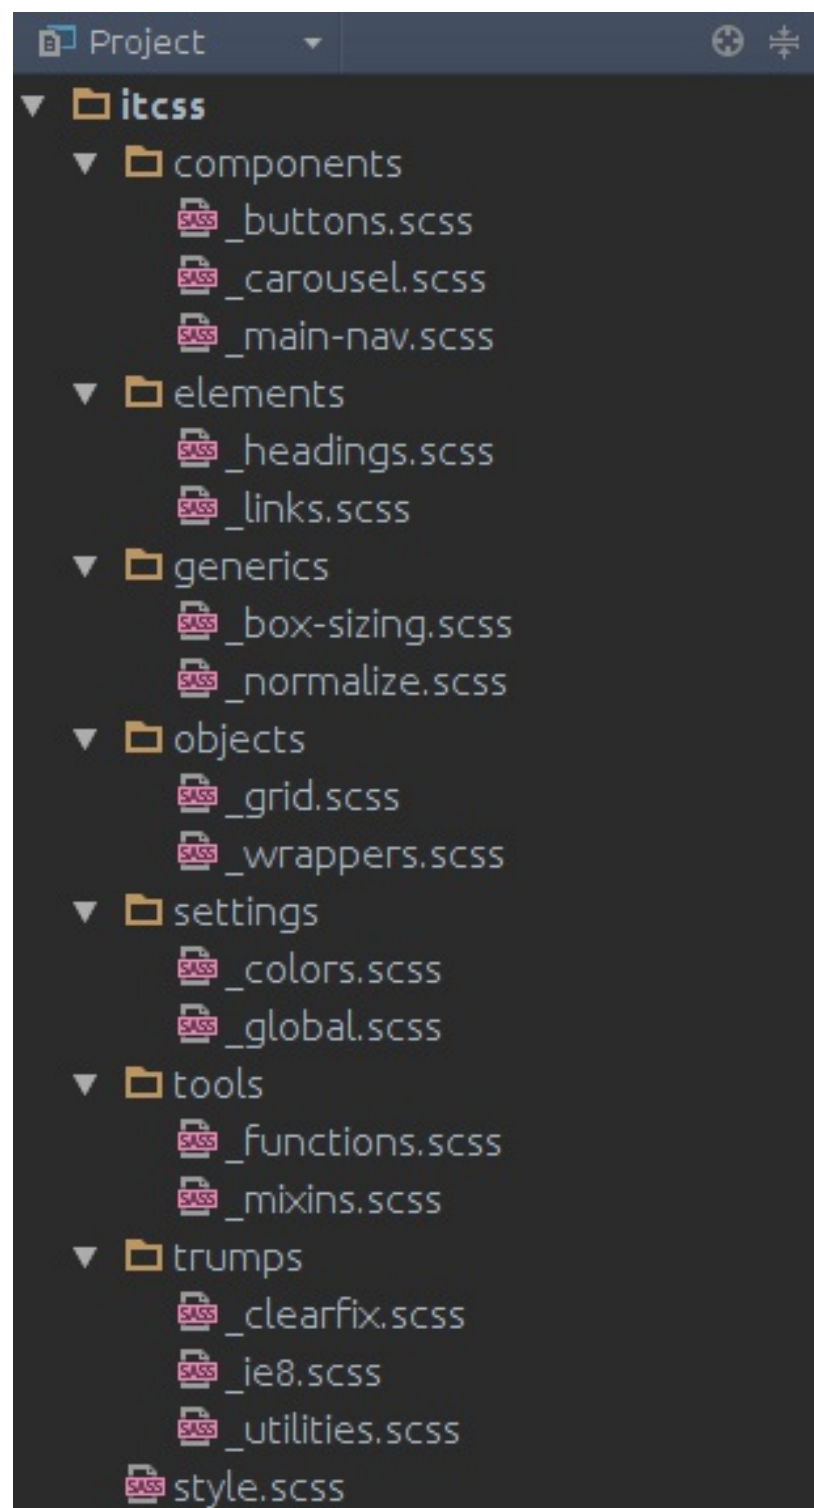 Project
itcss
components
_buttons.scss
_carousel.scss
_main-nav.scss
elements
_headings.scss
_links.scss
generics
_box-sizing.scss
_normalize.scss
objects
_grid.scss
_wrappers.scss
settings
_colors.scss
_global.scss
tools
_functions.scss
_mixins.scss
trumps
_clearfix.scss
_ie8.scss
_utilities.scss
style.scss